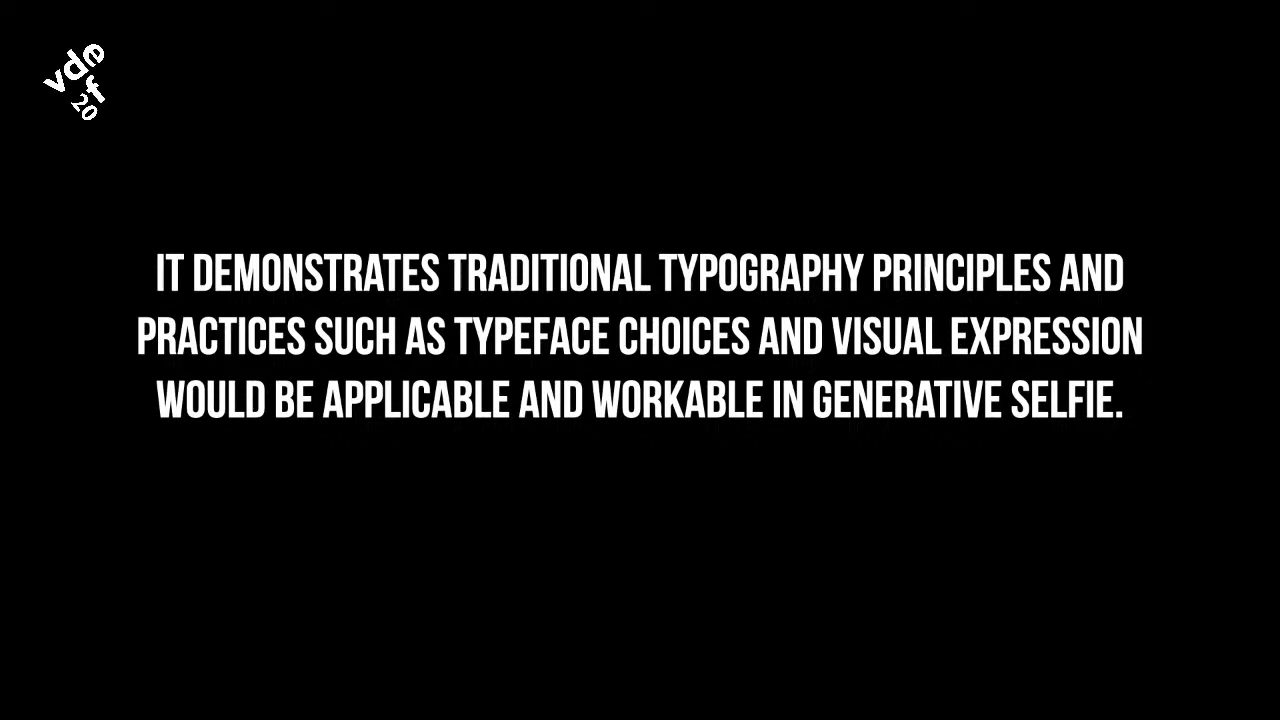 vdef
20
IT DEMONSTRATES TRADITIONAL TYPOGRAPHY PRINCIPLES AND
PRACTICES SUCH AS TYPEFACE CHOICES AND VISUAL EXPRESSION
WOULD BE APPLICABLE AND WORKABLE IN GENERATIVE SELFIE.